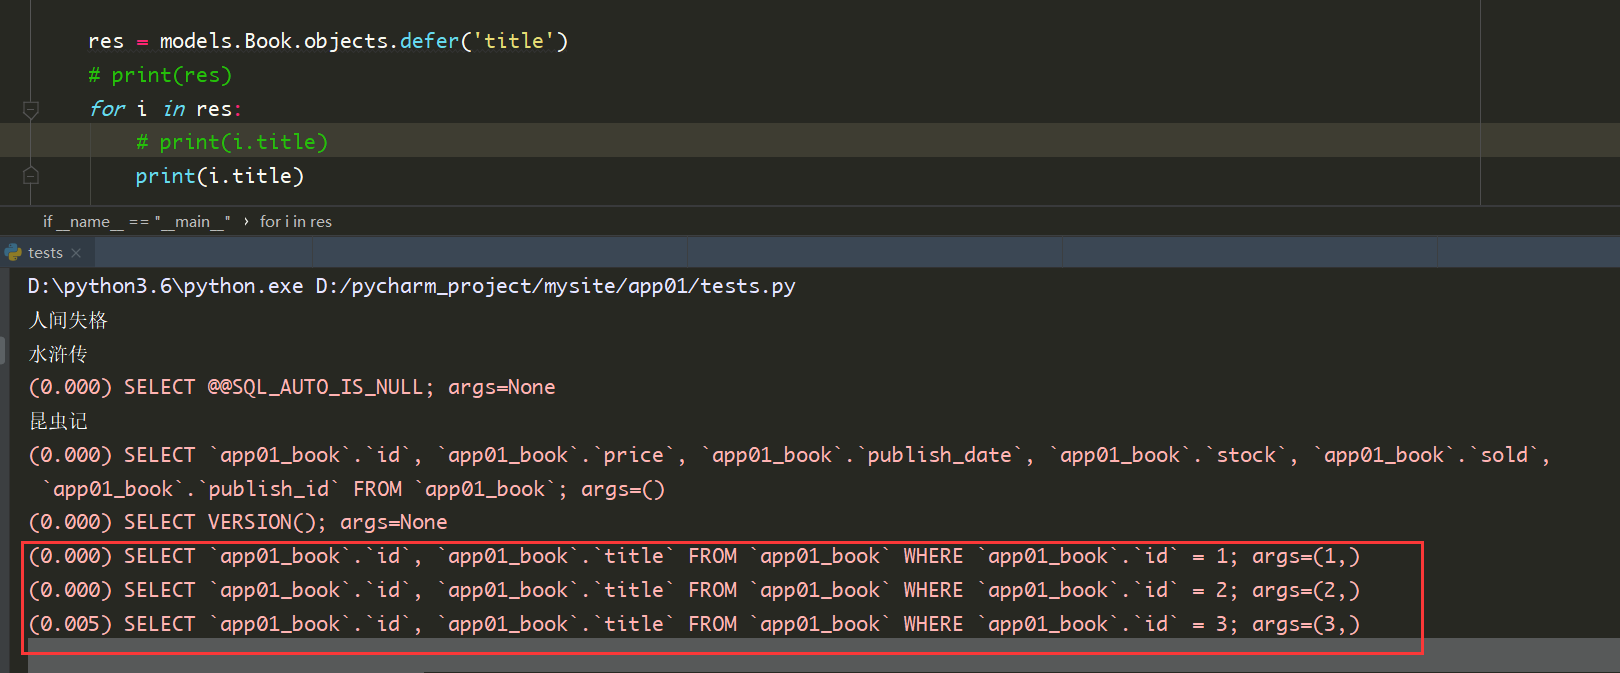 res = models.Book.objects.defer('title')
# print(res)
for i in res:
# print(i.title)
print(i.title)
if __name__ == "__main__" › for i in res
tests ×
D:\python3.6\python.exe D:/pycharm_project/mysite/app01/tests.py
人间失格
水浒传
(0.000) SELECT @@SQL_AUTO_IS_NULL; args=None
昆虫记
(0.000) SELECT `app01_book`.`id`, `app01_book`.`price`, `app01_book`.`publish_date`, `app01_book`.`stock`, `app01_book`.`sold`,
`app01_book`.`publish_id` FROM `app01_book`; args=()
(0.000) SELECT VERSION(); args=None
(0.000) SELECT `app01_book`.`id`, `app01_book`.`title` FROM `app01_book` WHERE `app01_book`.`id` = 1; args=(1,)
(0.000) SELECT `app01_book`.`id`, `app01_book`.`title` FROM `app01_book` WHERE `app01_book`.`id` = 2; args=(2,)
(0.005) SELECT `app01_book`.`id`, `app01_book`.`title` FROM `app01_book` WHERE `app01_book`.`id` = 3; args=(3,)